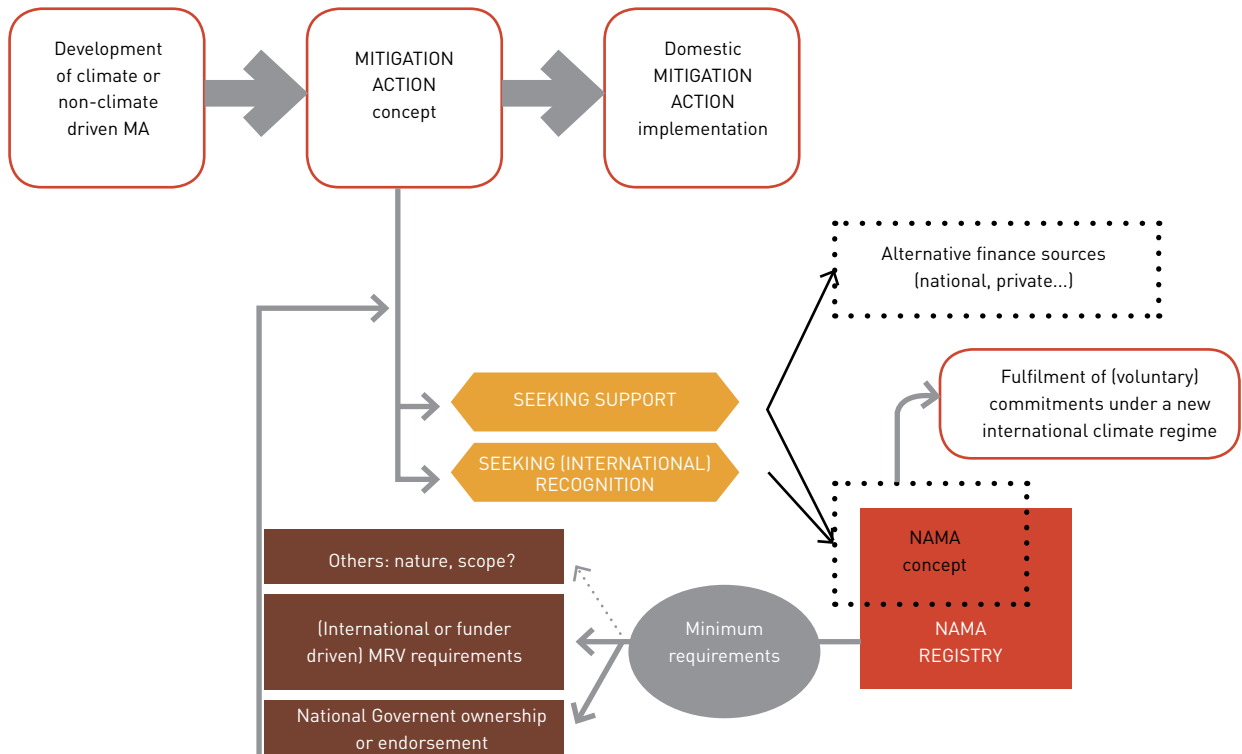 Development
of climate or
non-climate
driven MA
MITIGATION
ACTION
concept
Domestic
MITIGATION
ACTION
implementation
Alternative finance sources
(national, private...)
Fulfilment of (voluntary)
commitments under a new
international climate regime
SEEKING SUPPORT
SEEKING (INTERNATIONAL)
RECOGNITION
NAMA
concept
NAMA
REGISTRY
Minimum
requirements
Others: nature, scope?
(International or funder
driven) MRV requirements
National Governent ownership
or endorsement